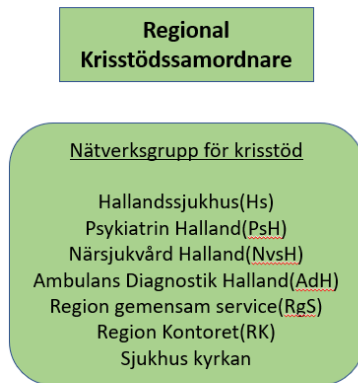 Regional
Krisstödssamordnare
Nätverksgrupp för krisstöd
Hallandssjukhus(Hs)
Psykiatrin Halland(PsH)
Närsjukvård Halland(NvsH)
Ambulans Diagnostik Halland(AdH)
Region gemensam service(RgS)
Region Kontoret(RK)
Sjukhus kyrkan